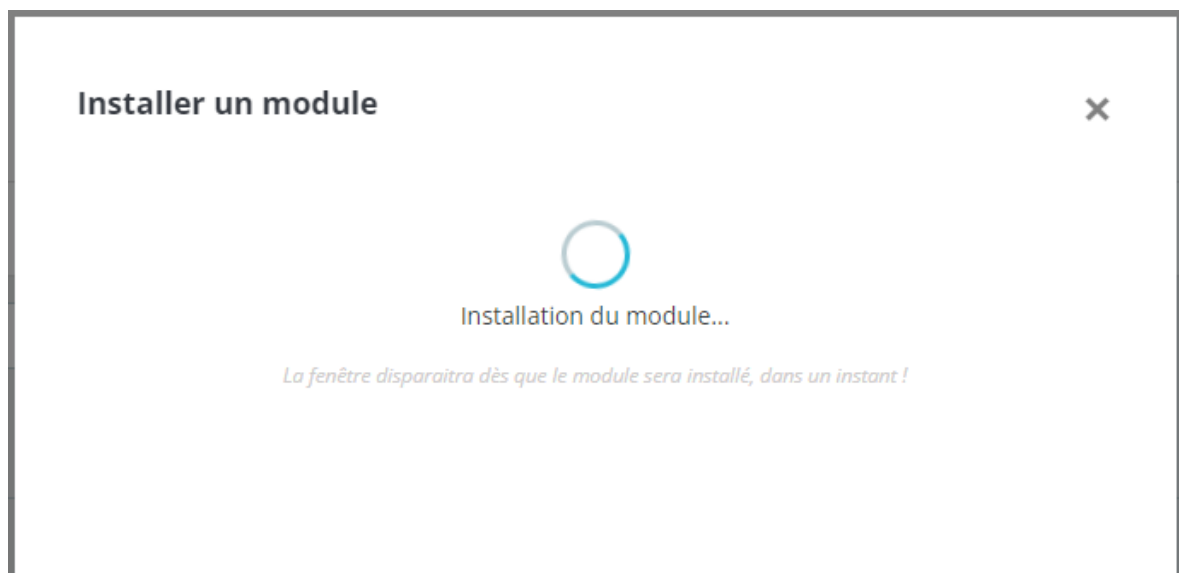 Installer un module
Installation du module...
La fenêtre disparaitra dès que le module sera installé, dans un instant !